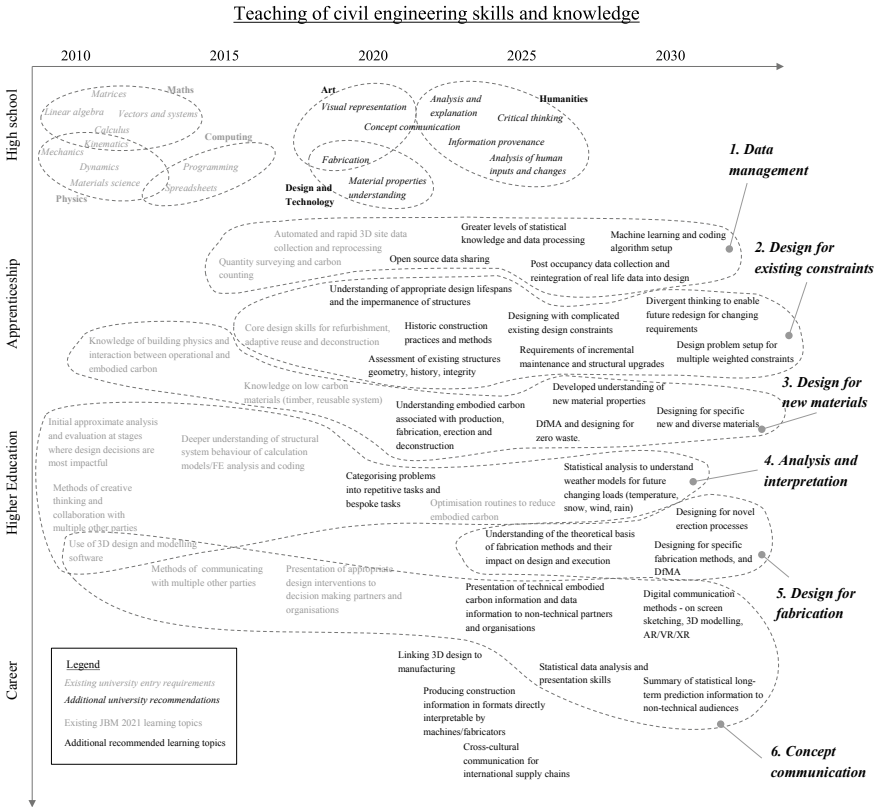 Teaching of civil engineering skills and knowledge
2010
2015
2020
2025
2030
High school
Matrices
Maths
Linear algebra
Vectors and systems
Calculus
Kinematics
Mechanics
Dynamics
Materials science
Physics
Computing
Programming
Spreadsheets
Art
Visual representation
Concept communication
Fabrication
Design and
Technology
Material properties
understanding
Analysis and
explanation
Humanities
Critical thinking
Information provenance
Analysis of human
inputs and changes
1. Data
management
Apprenticeship
Automated and rapid 3D site data
collection and reprocessing
Quantity surveying and carbon
counting
Open source data sharing
Greater levels of statistical
knowledge and data processing
Post occupancy data collection and
reintegration of real life data into design
Machine learning and coding
algorithm setup
2. Design for
existing constraints
Understanding of appropriate design lifespans
and the impermanence of structures
Core design skills for refurbishment,
adaptive reuse and deconstruction
Historic construction
practices and methods
Assessment of existing structures
geometry, history, integrity
Designing with complicated
existing design constraints
Requirements of incremental
maintenance and structural upgrades
Divergent thinking to enable
future redesign for changing
requirements
Design problem setup for
multiple weighted constraints
Knowledge of building physics and
interaction between operational and
embodied carbon
Knowledge on low carbon
materials (timber, reusable system)
3. Design for
new materials
Understanding embodied carbon
associated with production,
fabrication, erection and
deconstruction
Developed understanding of
new material properties
DfMA and designing for
zero waste.
Designing for specific
new and diverse materials
Higher Education
Initial approximate analysis
and evaluation at stages
where design decisions are
most impactful
Deeper understanding of structural
system behaviour of calculation
models/FE analysis and coding
Methods of creative
thinking and
collaboration with
multiple other parties
Categorising problems
into repetitive tasks and
bespoke tasks
Optimisation routines to reduce
embodied carbon
Statistical analysis to understand
weather models for future
changing loads (temperature,
snow, wind, rain)
4. Analysis and
interpretation
Designing for novel
erection processes
Understanding of the theoretical basis
of fabrication methods and their
impact on design and execution
Designing for specific
fabrication methods, and
DfMA
5. Design for
fabrication
Use of 3D design and modelling
software
Methods of communicating
with multiple other parties
Presentation of appropriate
design interventions to
decision making partners and
organisations
Presentation of technical embodied
carbon information and data
information to non-technical partners
and organisations
Digital communication
methods - on screen
sketching, 3D modelling,
AR/VR/XR
Career
Linking 3D design to
manufacturing
Producing construction
information in formats directly
interpretable by
machines/fabricators
Cross-cultural
communication for
international supply chains
Statistical data analysis and
presentation skills
Summary of statistical long-
term prediction information to
non-technical audiences
6. Concept
communication
Legend
Existing university entry requirements
Additional university recommendations
Existing JBM 2021 learning topics
Additional recommended learning topics